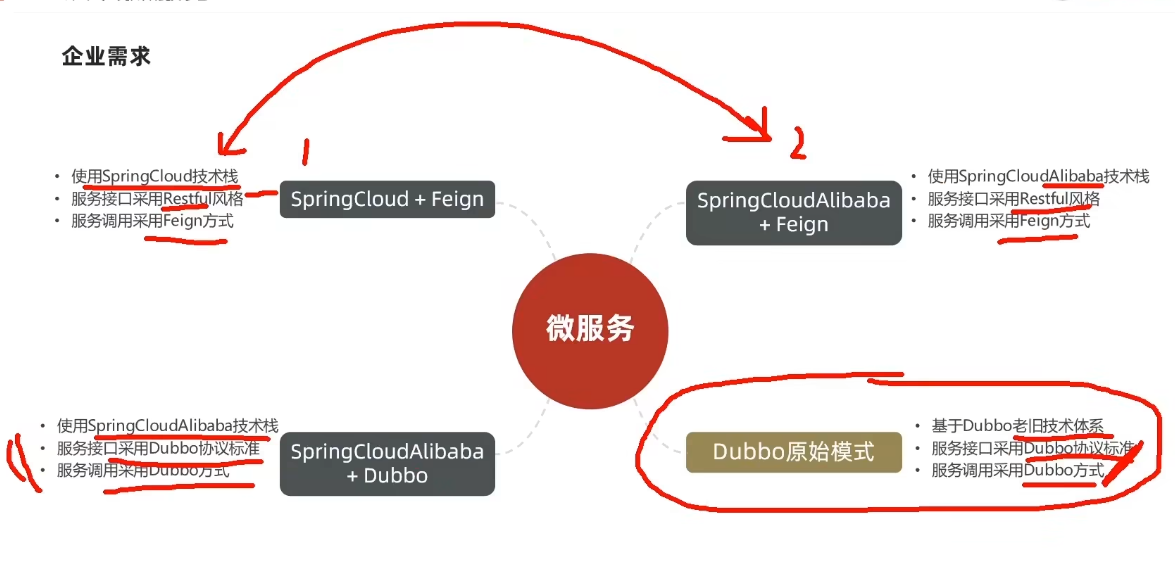 企业需求
1
2
• 使用SpringCloud技术栈
• 服务接口采用Restful风格
• 服务调用采用Feign方式
SpringCloud + Feign
SpringCloudAlibaba
+ Feign
• 使用SpringCloudAlibaba技术栈
• 服务接口采用Restful风格
• 服务调用采用Feign方式
微服务
• 使用SpringCloudAlibaba技术栈
• 服务接口采用Dubbo协议标准
• 服务调用采用Dubbo方式
SpringCloudAlibaba
+ Dubbo
Dubbo原始模式
• 基于Dubbo老旧技术体系
• 服务接口采用Dubbo协议标准
• 服务调用采用Dubbo方式